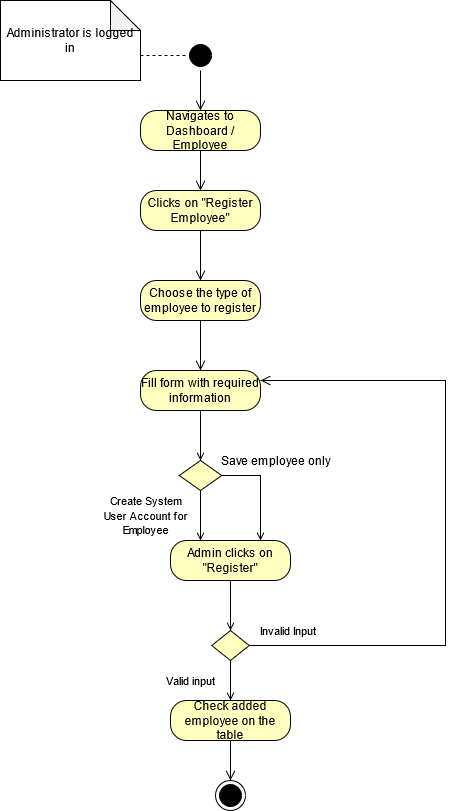 Administrator is logged
in
Navigates to
Dashboard /
Employee
Clicks on "Register
Employee"
Choose the type of
employee to register
Fill form with required
information
Save employee only
Create System
User Account for
Employee
Admin clicks on
"Register"
Invalid Input
Valid input
Check added
employee on the
table